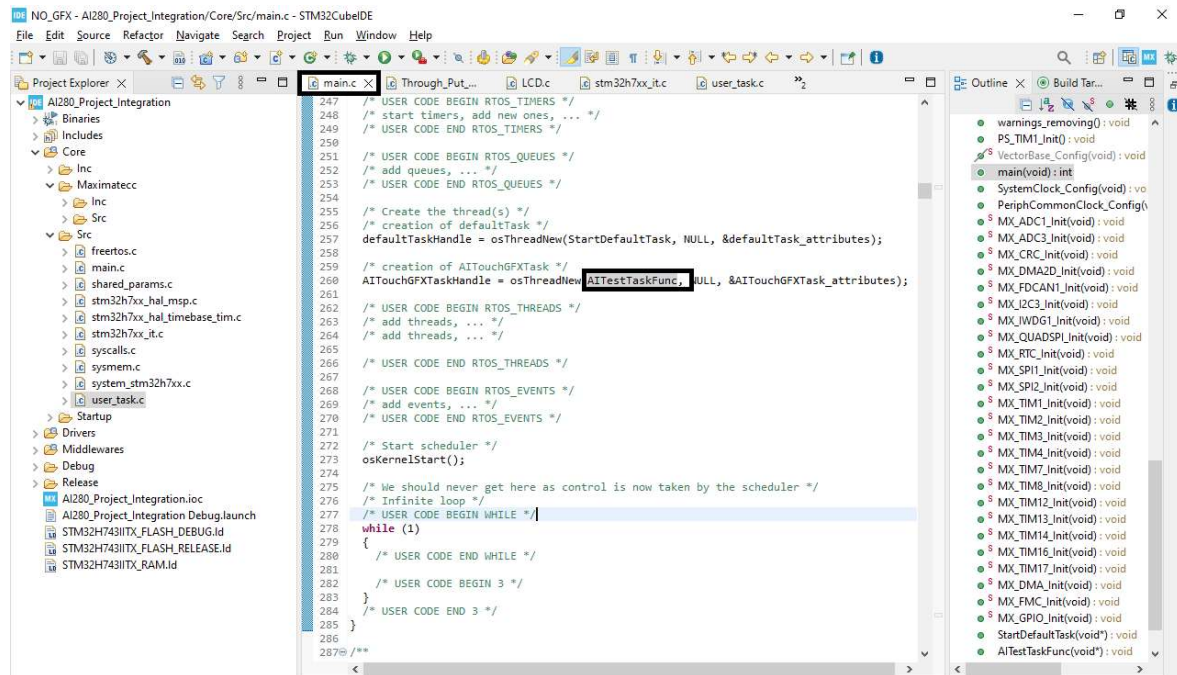 IDE NO_GFX - AI280_Project_Integration/Core/Src/main.c - STM32CubeIDE
File Edit Source Refactor Navigate Search Project Run Window Help
Project Explorer
AI280_Project_Integration
Binaries
Includes
Core
Inc
Maximatecc
Inc
Src
Src
freertos.c
main.c
shared_params.c
stm32h7xx_hal_msp.c
stm32h7xx_hal_timebase_tim.c
stm32h7xx_it.c
syscalls.c
sysmem.c
system_stm32h7xx.c
user_task.c
Startup
Drivers
Middlewares
Debug
Release
MX AI280_Project_Integration.ioc
AI280_Project_Integration Debug.launch
STM32H743IITX_FLASH_DEBUG.ld
STM32H743IITX_FLASH_RELEASE.ld
STM32H743IITX_RAM.ld
main.c Through_Put_... LCD.c stm32h7xx_it.c user_task.c »2
247 /* USER CODE BEGIN RTOS_TIMERS */
248 /* start timers, add new ones, ... */
249 /* USER CODE END RTOS_TIMERS */
250
251 /* USER CODE BEGIN RTOS_QUEUES */
252 /* add queues, ... */
253 /* USER CODE END RTOS_QUEUES */
254
255 /* Create the thread(s) */
256 /* creation of defaultTask */
257 defaultTaskHandle = osThreadNew(StartDefaultTask, NULL, &defaultTask_attributes);
258
259 /* creation of AITouchGFXTask */
260 AITouchGFXTaskHandle = osThreadNew AITestTaskFunc, NULL, &AITouchGFXTask_attributes);
261
262 /* USER CODE BEGIN RTOS_THREADS */
263 /* add threads, ... */
264 /* add threads, ... */
265
266 /* USER CODE END RTOS_THREADS */
267
268 /* USER CODE BEGIN RTOS_EVENTS */
269 /* add events, ... */
270 /* USER CODE END RTOS_EVENTS */
271
272 /* Start scheduler */
273 osKernelStart();
274
275 /* We should never get here as control is now taken by the scheduler */
276 /* Infinite loop */
277 /* USER CODE BEGIN WHILE */
278 while (1)
279 {
280 /* USER CODE END WHILE */
281
282 /* USER CODE BEGIN 3 */
283 }
284 /* USER CODE END 3 */
285 }
286
287 /**
Outline Build Tar...
warnings_removing() : void
PS_TIM1_Init() : void
VectorBase_Config(void) : void
main(void) : int
SystemClock_Config(void) : vo
PeriphCommonClock_Config(v
MX_ADC1_Init(void) : void
MX_ADC3_Init(void) : void
MX_CRC_Init(void) : void
MX_DMA2D_Init(void) : void
MX_FDCAN1_Init(void) : void
MX_I2C3_Init(void) : void
MX_IWDG1_Init(void) : void
MX_QUADSPI_Init(void) : void
MX_RTC_Init(void) : void
MX_SPI1_Init(void) : void
MX_SPI2_Init(void) : void
MX_TIM1_Init(void) : void
MX_TIM2_Init(void) : void
MX_TIM3_Init(void) : void
MX_TIM4_Init(void) : void
MX_TIM7_Init(void) : void
MX_TIM8_Init(void) : void
MX_TIM12_Init(void) : void
MX_TIM13_Init(void) : void
MX_TIM14_Init(void) : void
MX_TIM16_Init(void) : void
MX_TIM17_Init(void) : void
MX_DMA_Init(void) : void
MX_FMC_Init(void) : void
MX_GPIO_Init(void) : void
StartDefaultTask(void*) : void
AITestTaskFunc(void*) : void